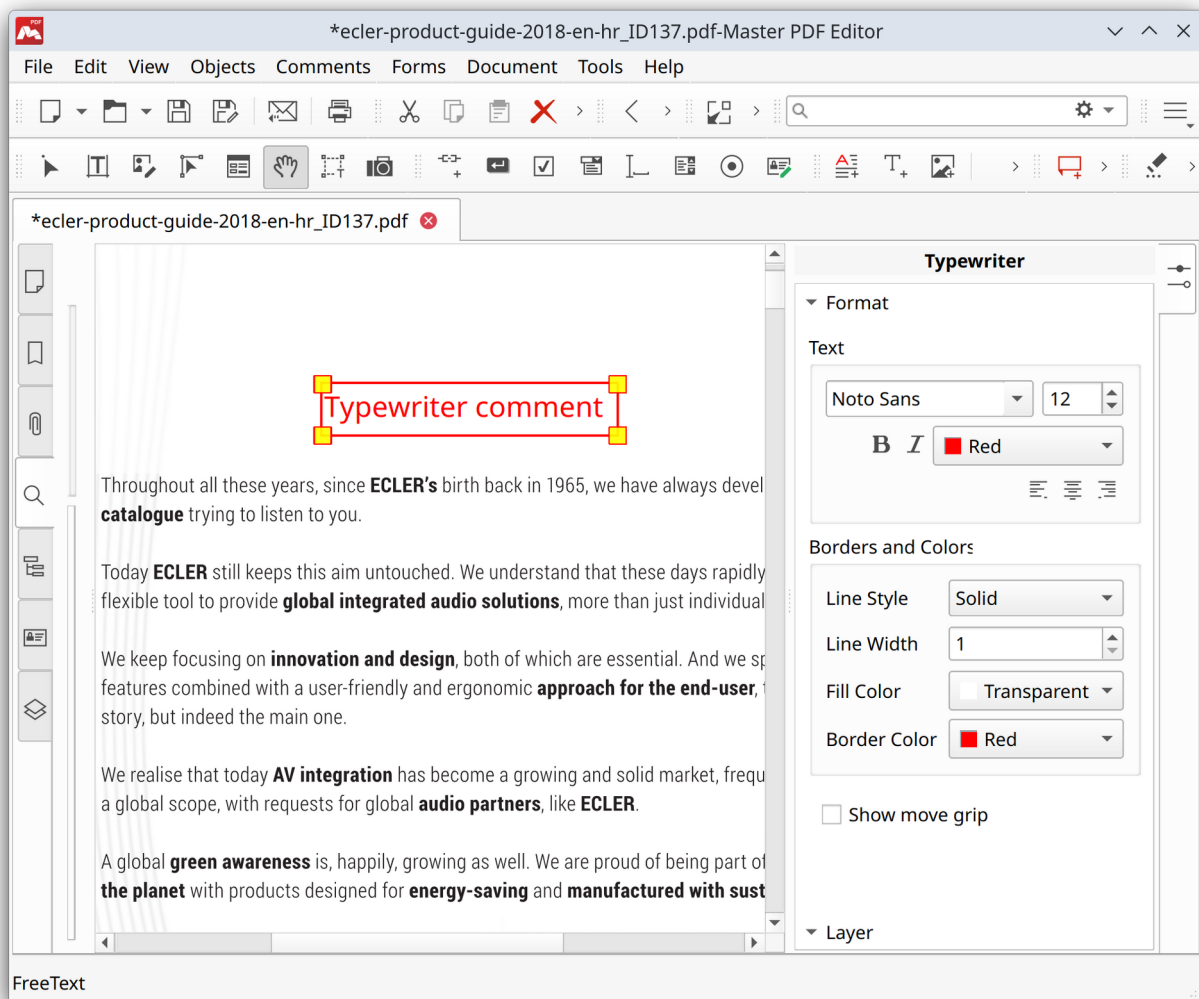 PDF
*ecler-product-guide-2018-en-hr_ID137.pdf-Master PDF Editor
File Edit View Objects Comments Forms Document Tools Help
*ecler-product-guide-2018-en-hr_ID137.pdf
Typewriter comment
Throughout all these years, since ECLER's birth back in 1965, we have always devel
catalogue trying to listen to you.
Today ECLER still keeps this aim untouched. We understand that these days rapidly
flexible tool to provide global integrated audio solutions, more than just individual
We keep focusing on innovation and design, both of which are essential. And we sp
features combined with a user-friendly and ergonomic approach for the end-user,
story, but indeed the main one.
We realise that today AV integration has become a growing and solid market, frequ
a global scope, with requests for global audio partners, like ECLER.
A global green awareness is, happily, growing as well. We are proud of being part of
the planet with products designed for energy-saving and manufactured with sust
Typewriter
Format
Text
Noto Sans 12
B I Red
Borders and Colors
Line Style Solid
Line Width 1
Fill Color Transparent
Border Color Red
Show move grip
Layer
FreeText